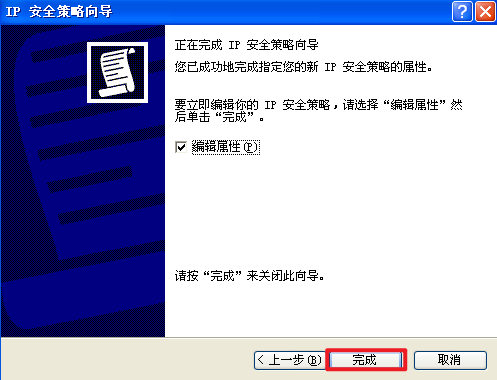 IP 安全策略向导
正在完成 IP 安全策略向导
您已成功地完成指定您的新 IP 安全策略的属性。
要立即编辑你的 IP 安全策略，请选择“编辑属性”然
后单击“完成”。
编辑属性(P)
请按“完成”来关闭此向导。
< 上一步(B) 完成 取消